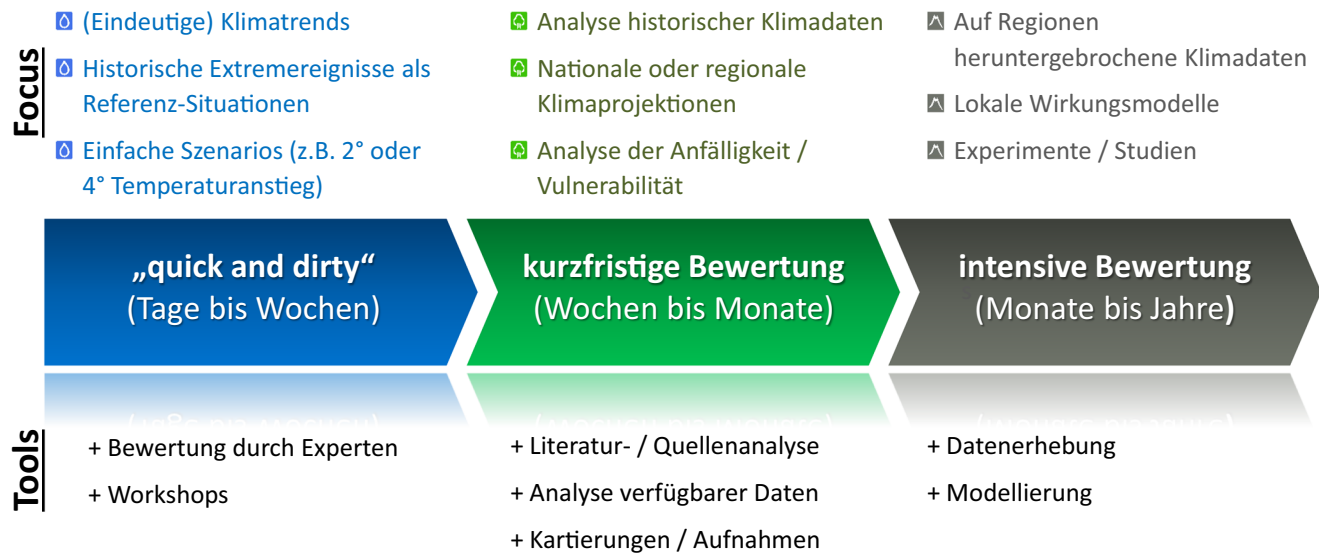 Focus
(Eindeutige) Klimatrends
Historische Extremereignisse als
Referenz-Situationen
Einfache Szenarios (z.B. 2° oder
4° Temperaturanstieg)
Analyse historischer Klimadaten
Nationale oder regionale
Klimaprojektionen
Analyse der Anfälligkeit /
Vulnerabilität
Auf Regionen
heruntergebrochene Klimadaten
Lokale Wirkungsmodelle
Experimente / Studien
„quick and dirty“
(Tage bis Wochen)
kurzfristige Bewertung
(Wochen bis Monate)
intensive Bewertung
(Monate bis Jahre)
Tools
+ Bewertung durch Experten
+ Workshops
+ Literatur- / Quellenanalyse
+ Analyse verfügbarer Daten
+ Kartierungen / Aufnahmen
+ Datenerhebung
+ Modellierung